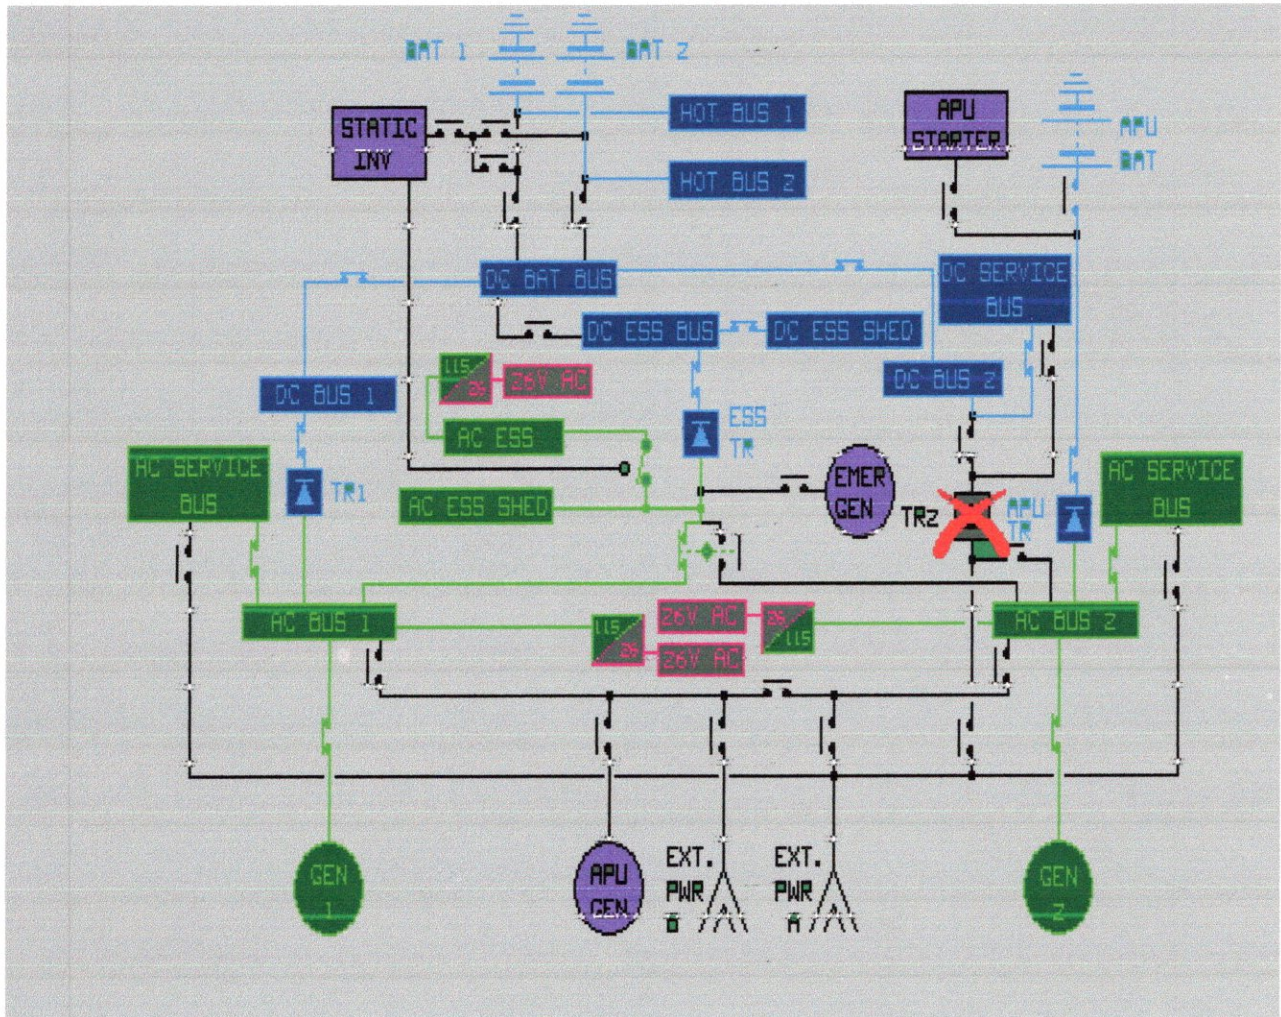 BAT 1
BAT 2
STATIC
INV
HOT BUS 1
HOT BUS 2
APU
STARTER
APU
BAT
DC BAT BUS
DC SERVICE
BUS
DC ESS BUS
DC ESS SHED
DC BUS 1
115
26
26V AC
DC BUS 2
AC ESS
ESS
TR
AC SERVICE
BUS
TR1
AC ESS SHED
EMER
GEN
TR2
APU
TR
AC SERVICE
BUS
AC BUS 1
115
26
26V AC
26V AC
26
115
AC BUS 2
GEN
1
APU
GEN
EXT.
PWR
B
EXT.
PWR
A
GEN
2